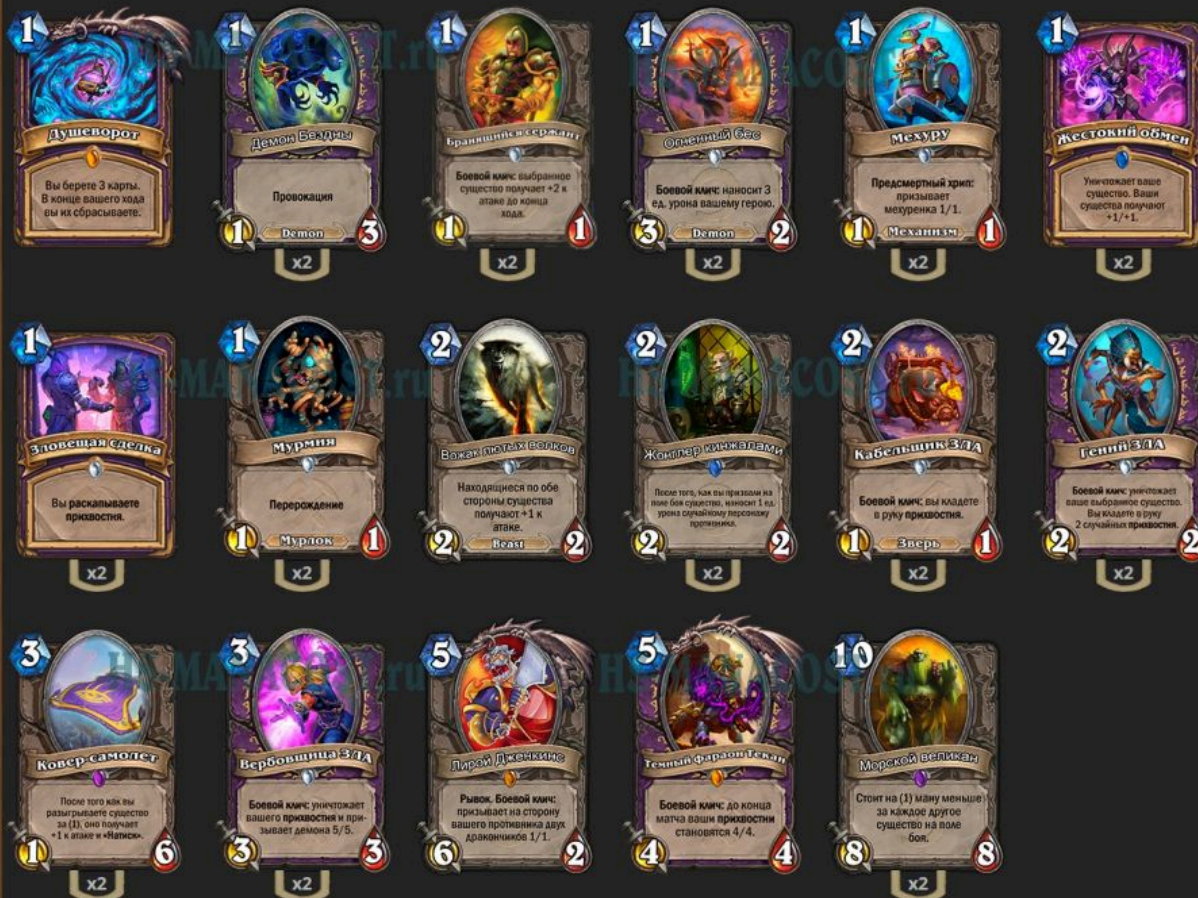 HS-MANACOST.ru
1
Душеворот
Вы берете 3 карты.
В конце вашего хода
вы их сбрасываете.
1
Демон Бездны
Провокация
1
Demon
3
x2
1
Бранящийся сержант
Боевой клич: выбранное
существо получает +2 к
атаке до конца
хода.
1
1
x2
1
Огненный бес
Боевой клич: наносит 3
ед. урона вашему герою.
3
Demon
2
x2
1
Мехуру
Предсмертный хрип:
призывает
мехуренка 1/1.
1
Механизм
1
x2
1
Жестокий обмен
Уничтожает ваше
существо. Ваши
существа получают
+1/+1.
x2
1
Зловещая сделка
Вы раскапываете
прихвостня.
x2
1
Мурмия
Перерождение
1
Мурлок
1
x2
2
Вожак лютых волков
Находящиеся по обе
стороны существа
получают +1 к
атаке.
2
Beast
2
2
Жонглер кинжалами
После того, как вы призвали на
поле боя существо, наносит 1 ед.
урона случайному персонажу
противника.
2
2
x2
2
Кабельщик ЗЛА
Боевой клич: вы кладете
в руку прихвостня.
1
Зверь
1
x2
2
Гений ЗЛА
Боевой клич: уничтожает
ваше выбранное существо.
Вы кладете в руку
2 случайных прихвостня.
2
2
x2
3
Ковер-самолет
После того как вы
разыгрываете существо
за (1), оно получает
+1 к атаке и «Натиск».
1
6
x2
3
Вербовщица ЗЛА
Боевой клич: уничтожает
вашего прихвостня и при-
зывает демона 5/5.
3
3
x2
5
Лирой Дженкинс
Рывок. Боевой клич:
призывает на сторону
вашего противника двух
дракончиков 1/1.
6
2
5
Темный фараон Текан
Боевой клич: до конца
матча ваши прихвостни
становятся 4/4.
4
4
10
Морской великан
Стоит на (1) ману меньше
за каждое другое
существо на поле
боя.
8
8
x2